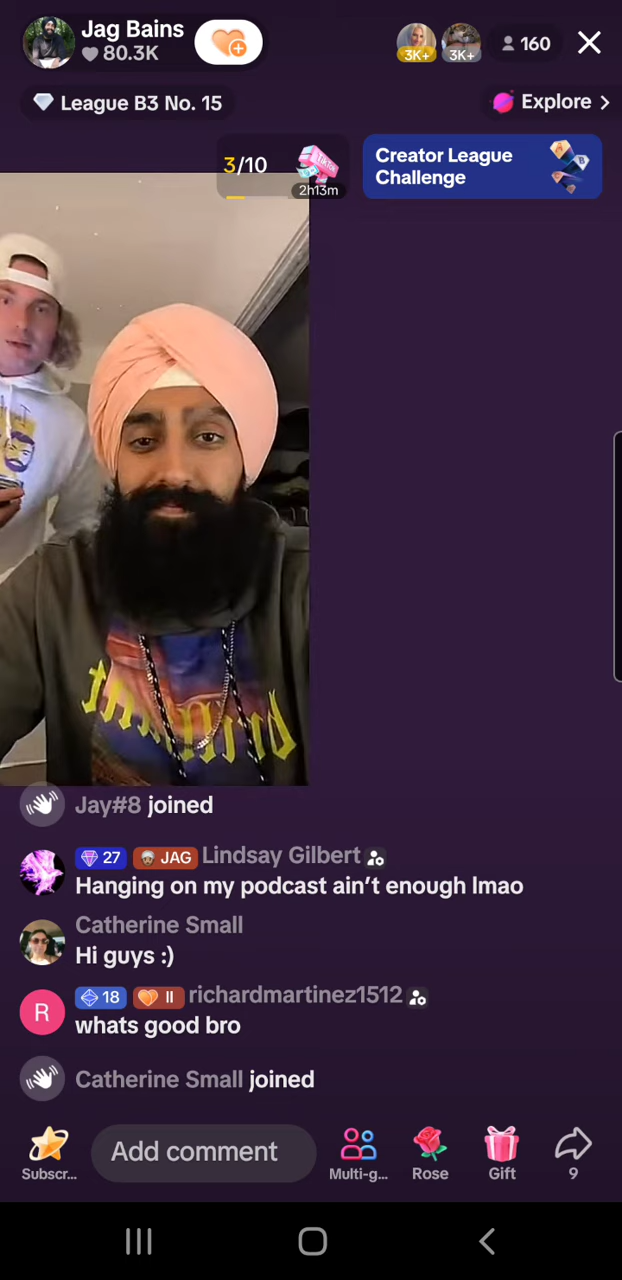 Jag Bains
80.3K
3K+
3K+
160
League B3 No. 15
Explore >
3/10
TikTok
2h13m
Creator League
Challenge
B
brilliant
Jay#8 joined
27 JAG Lindsay Gilbert
Hanging on my podcast ain't enough lmao
Catherine Small
Hi guys :)
R
18 II richardmartinez1512
whats good bro
Catherine Small joined
Subscr...
Add comment
Multi-g...
Rose
Gift
9